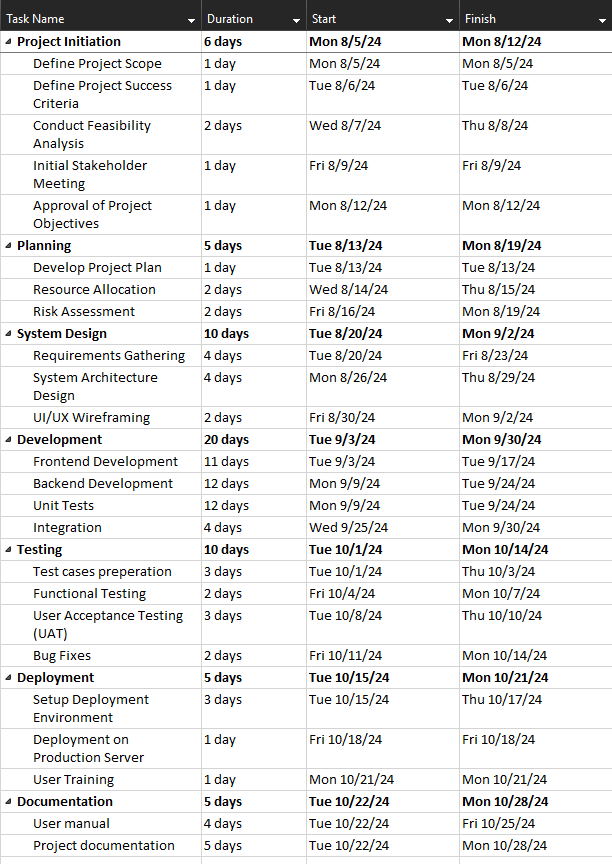 Task Name Duration Start Finish
Project Initiation 6 days Mon 8/5/24 Mon 8/12/24
Define Project Scope 1 day Mon 8/5/24 Mon 8/5/24
Define Project Success 1 day Tue 8/6/24 Tue 8/6/24
Criteria
Conduct Feasibility 2 days Wed 8/7/24 Thu 8/8/24
Analysis
Initial Stakeholder 1 day Fri 8/9/24 Fri 8/9/24
Meeting
Approval of Project 1 day Mon 8/12/24 Mon 8/12/24
Objectives
Planning 5 days Tue 8/13/24 Mon 8/19/24
Develop Project Plan 1 day Tue 8/13/24 Tue 8/13/24
Resource Allocation 2 days Wed 8/14/24 Thu 8/15/24
Risk Assessment 2 days Fri 8/16/24 Mon 8/19/24
System Design 10 days Tue 8/20/24 Mon 9/2/24
Requirements Gathering 4 days Tue 8/20/24 Fri 8/23/24
System Architecture 4 days Mon 8/26/24 Thu 8/29/24
Design
UI/UX Wireframing 2 days Fri 8/30/24 Mon 9/2/24
Development 20 days Tue 9/3/24 Mon 9/30/24
Frontend Development 11 days Tue 9/3/24 Tue 9/17/24
Backend Development 12 days Mon 9/9/24 Tue 9/24/24
Unit Tests 12 days Mon 9/9/24 Tue 9/24/24
Integration 4 days Wed 9/25/24 Mon 9/30/24
Testing 10 days Tue 10/1/24 Mon 10/14/24
Test cases preperation 3 days Tue 10/1/24 Thu 10/3/24
Functional Testing 2 days Fri 10/4/24 Mon 10/7/24
User Acceptance Testing 3 days Tue 10/8/24 Thu 10/10/24
(UAT)
Bug Fixes 2 days Fri 10/11/24 Mon 10/14/24
Deployment 5 days Tue 10/15/24 Mon 10/21/24
Setup Deployment 3 days Tue 10/15/24 Thu 10/17/24
Environment
Deployment on 1 day Fri 10/18/24 Fri 10/18/24
Production Server
User Training 1 day Mon 10/21/24 Mon 10/21/24
Documentation 5 days Tue 10/22/24 Mon 10/28/24
User manual 4 days Tue 10/22/24 Fri 10/25/24
Project documentation 5 days Tue 10/22/24 Mon 10/28/24